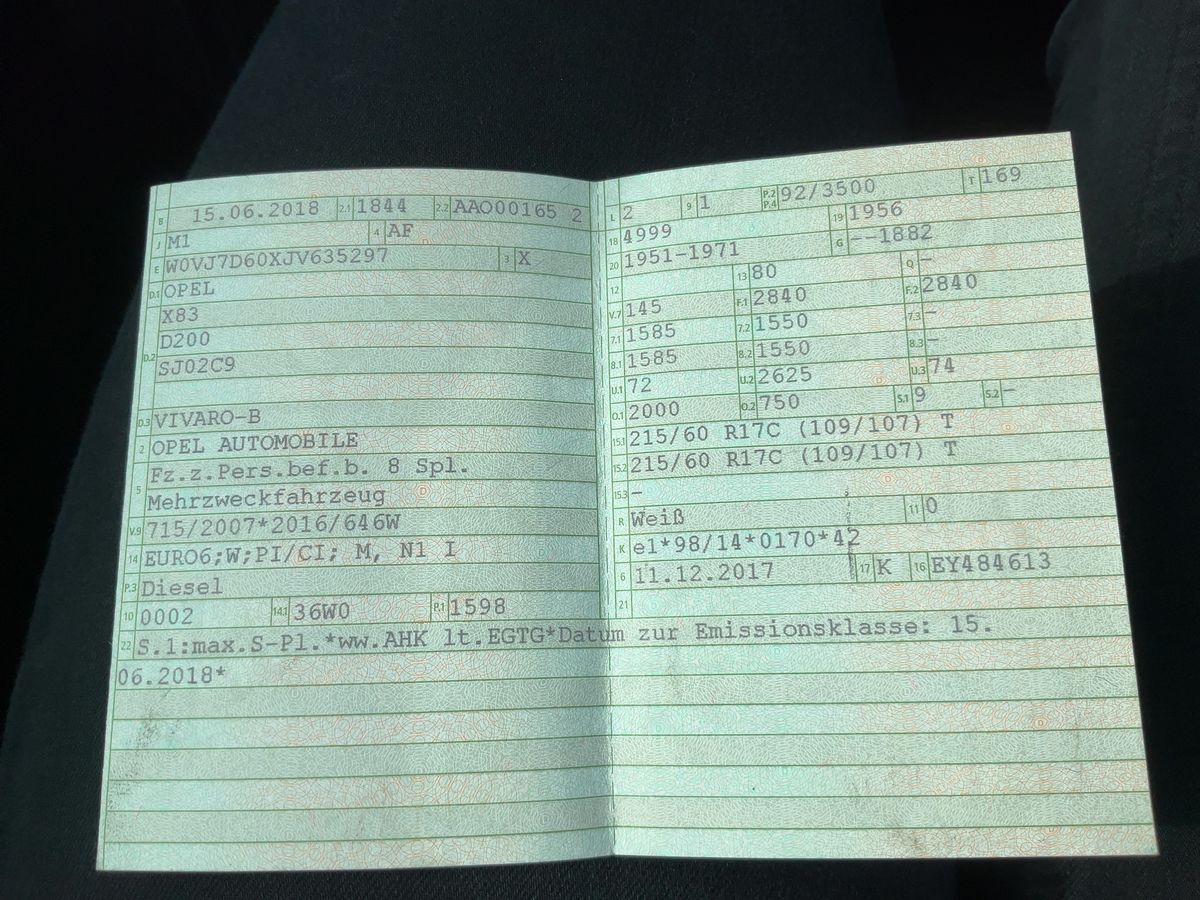 B 15.06.2018 2.1 1844 2.2 AAO00165 2
J M1 4 AF
E W0VJ7D60XJV635297 3 X
D.1 OPEL
X83
D200
D.2 SJ02C9
D.3 VIVARO-B
2 OPEL AUTOMOBILE
Fz.z.Pers.bef.b. 8 Spl.
5 Mehrzweckfahrzeug
V.9 715/2007*2016/646W
14 EURO6;W;PI/CI; M, N1 I
P.3 Diesel
10 0002 14.1 36W0 P.1 1598
L 2 9 1 P.2 P.4 92/3500 T 169
18 4999 19 1956
20 1951-1971 G --1882
12 13 80 Q -
V.7 145 F.1 2840 F.2 2840
7.1 1585 7.2 1550 7.3 -
8.1 1585 8.2 1550 8.3 -
U.1 72 U.2 2625 U.3 74
O.1 2000 O.2 750 S.1 9 S.2 -
15.1 215/60 R17C (109/107) T
15.2 215/60 R17C (109/107) T
15.3 -
R Weiß 11 0
K e1*98/14*0170*42
6 11.12.2017 17 K 16 EY484613
21
22 S.1:max.S-Pl.*ww.AHK lt.EGTG*Datum zur Emissionsklasse: 15.
06.2018*